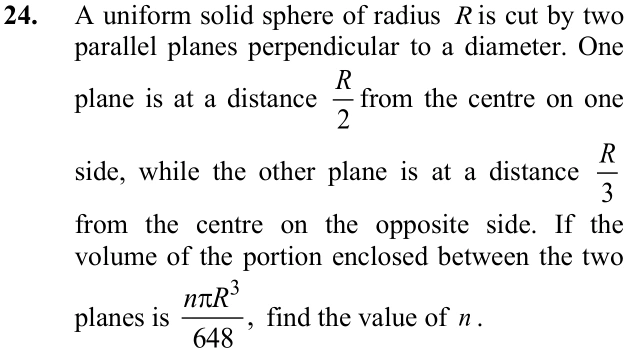 24. A uniform solid sphere of radius R is cut by two
parallel planes perpendicular to a diameter. One
plane is at a distance R/2 from the centre on one
side, while the other plane is at a distance R/3
from the centre on the opposite side. If the
volume of the portion enclosed between the two
planes is nπR³/648, find the value of n.